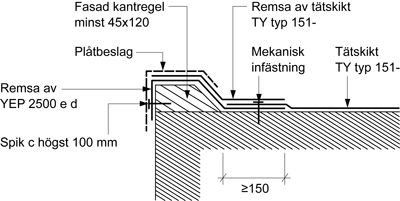 Fasad kantregel
minst 45x120
Remsa av tätskikt
TY typ 151-
Plåtbeslag
Mekanisk
infästning
Tätskikt
TY typ 151-
Remsa av
YEP 2500 e d
Spik c högst 100 mm
≥150